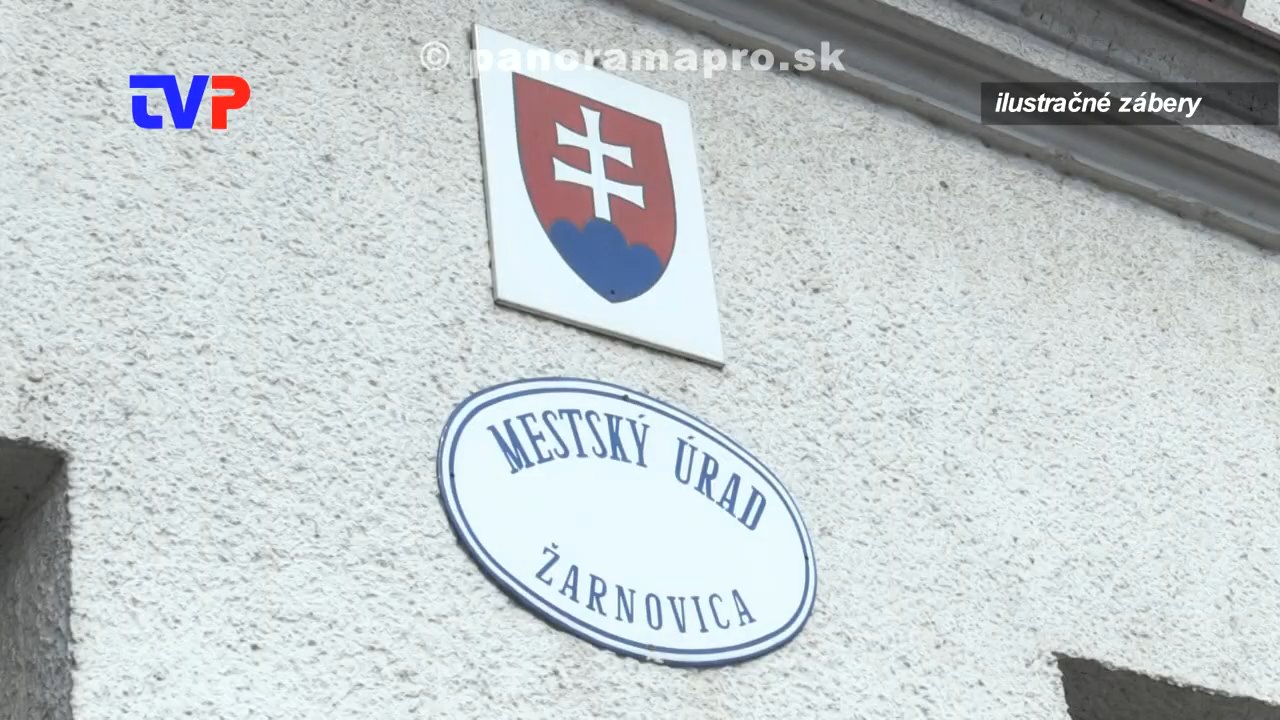 © panoramapro.sk
TVP
ilustračné zábery
MESTSKÝ ÚRAD
ŽARNOVICA